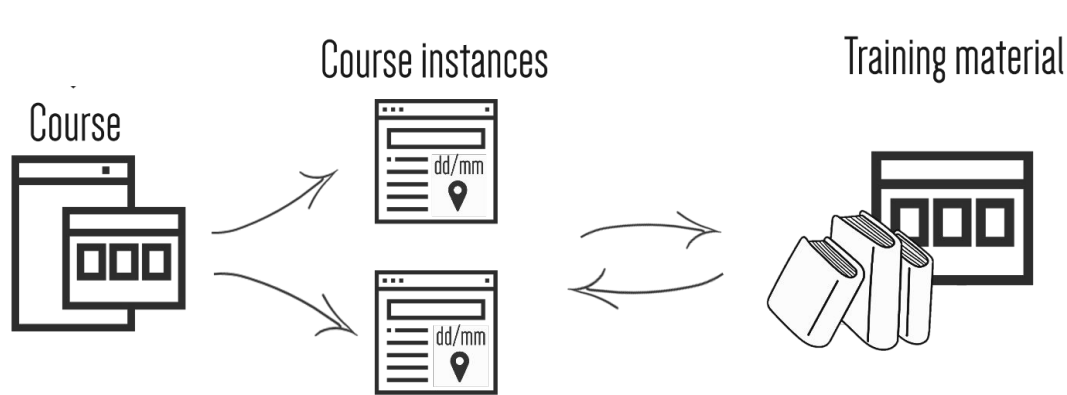 Course instances
Training material
Course
dd/mm
dd/mm